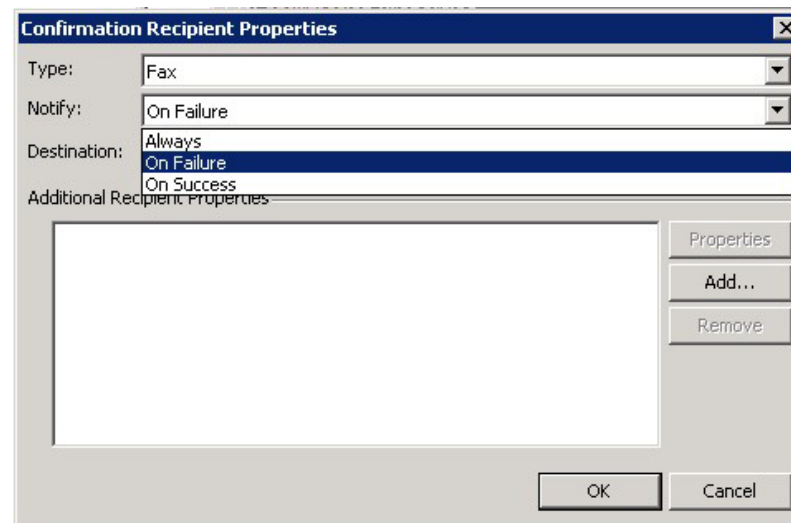 Confirmation Recipient Properties
Type: Fax
Notify: On Failure
Always
Destination: On Failure
On Success
Additional Recipient Properties
Properties
Add...
Remove
OK Cancel